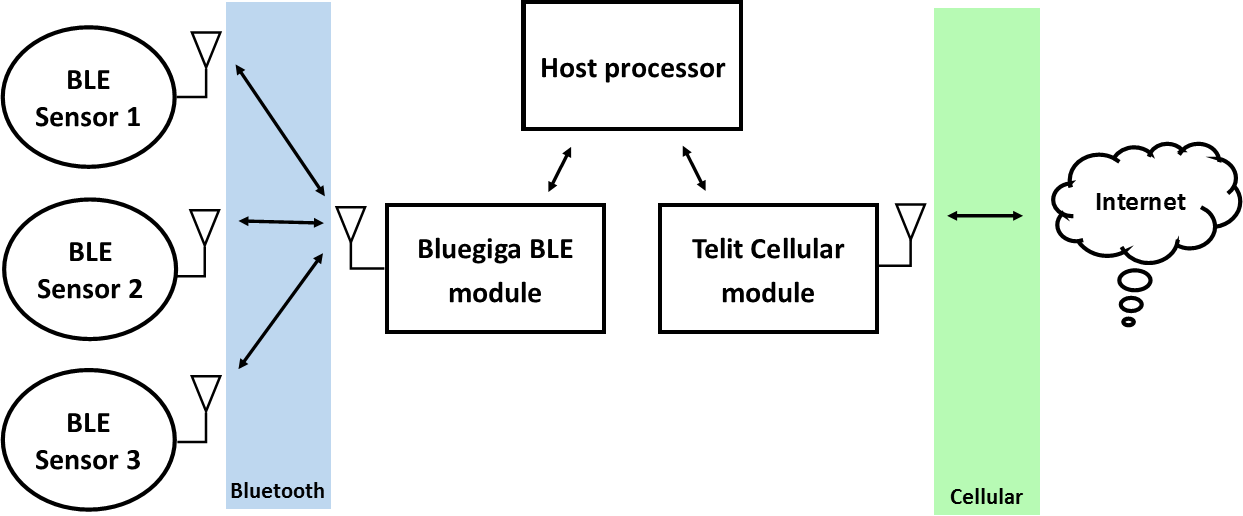 BLE
Sensor 1
BLE
Sensor 2
BLE
Sensor 3
Bluetooth
Host processor
Bluegiga BLE
module
Telit Cellular
module
Cellular
Internet